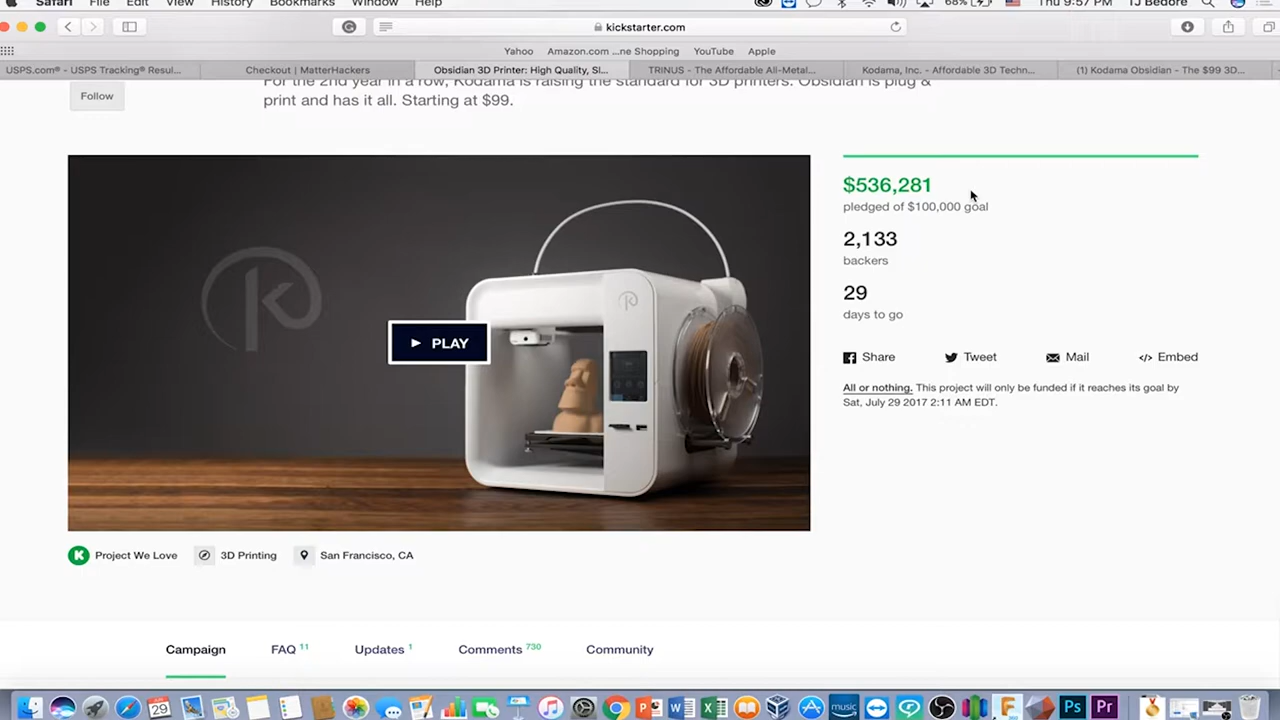 Safari File Edit View History Bookmarks Window Help 68% Thu 9:57 PM TJ Bedore
kickstarter.com
Yahoo Amazon.com ...ne Shopping YouTube Apple
USPS.com® - USPS Tracking® Resul... Checkout | MatterHackers Obsidian 3D Printer: High Quality, Sl... TRINUS - The Affordable All-Metal... Kodama, Inc. - Affordable 3D Techn... (1) Kodama Obsidian - The $99 3D...
Follow
For the 2nd year in a row, Kodama is raising the standard for 3D printers. Obsidian is plug &
print and has it all. Starting at $99.
$536,281
pledged of $100,000 goal
2,133
backers
29
days to go
PLAY
Share Tweet Mail </> Embed
All or nothing. This project will only be funded if it reaches its goal by
Sat, July 29 2017 2:11 AM EDT.
Project We Love 3D Printing San Francisco, CA
Campaign FAQ 11 Updates 1 Comments 730 Community
29 music Ps Pr